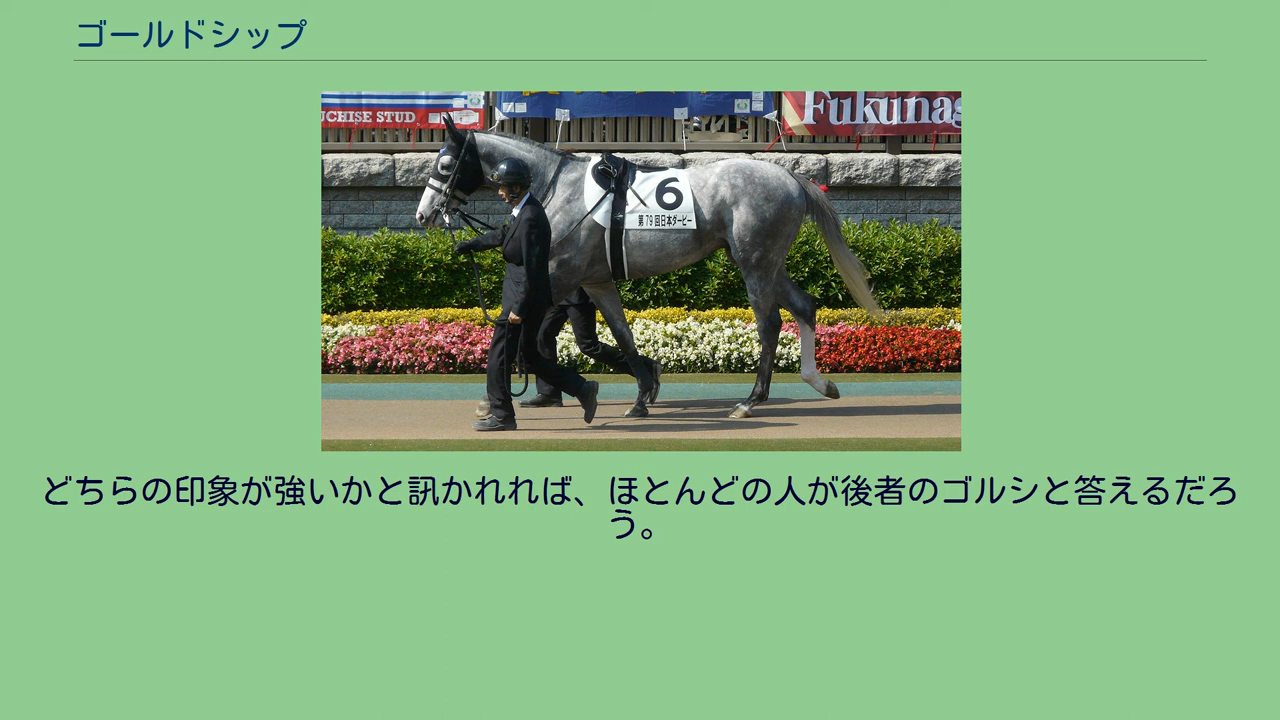 ゴールドシップ
UCHISE STUD
Fukunag
6
第79回日本ダービー
どちらの印象が強いかと訊かれれば、ほとんどの人が後者のゴルシと答えるだろ
う。